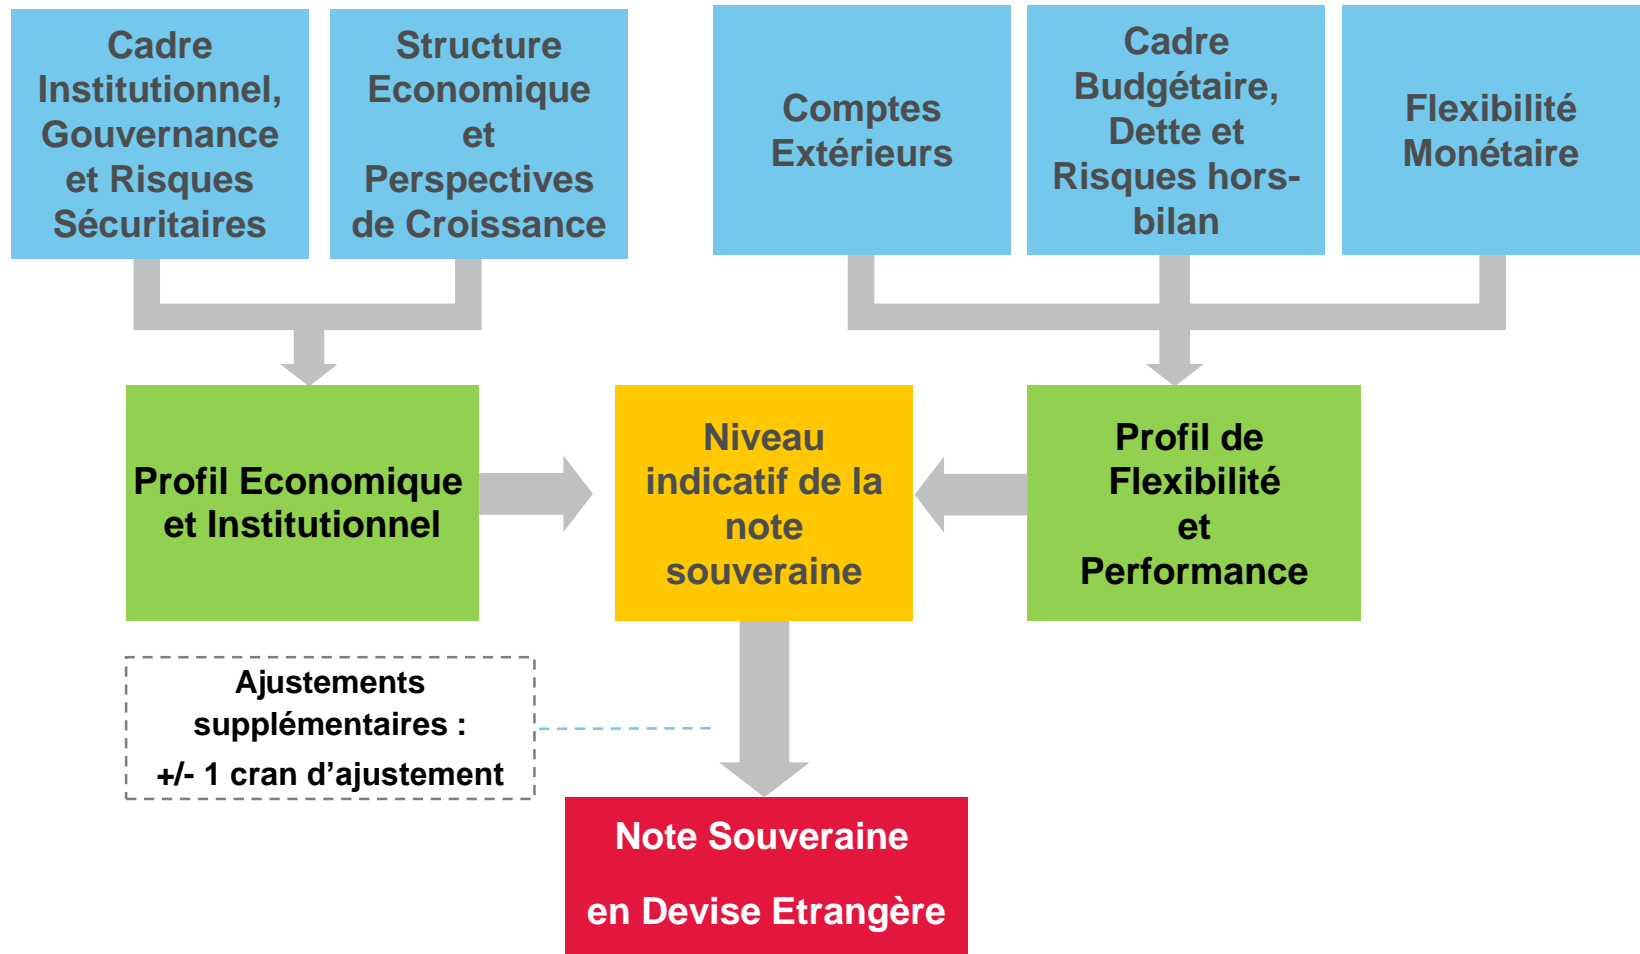 Cadre
Institutionnel,
Gouvernance
et Risques
Sécuritaires
Structure
Economique
et
Perspectives
de Croissance
Comptes
Extérieurs
Cadre
Budgétaire,
Dette et
Risques hors-
bilan
Flexibilité
Monétaire
Profil Economique
et Institutionnel
Niveau
indicatif de la
note
souveraine
Profil de
Flexibilité
et
Performance
Ajustements
supplémentaires :
+/- 1 cran d’ajustement
Note Souveraine
en Devise Etrangère